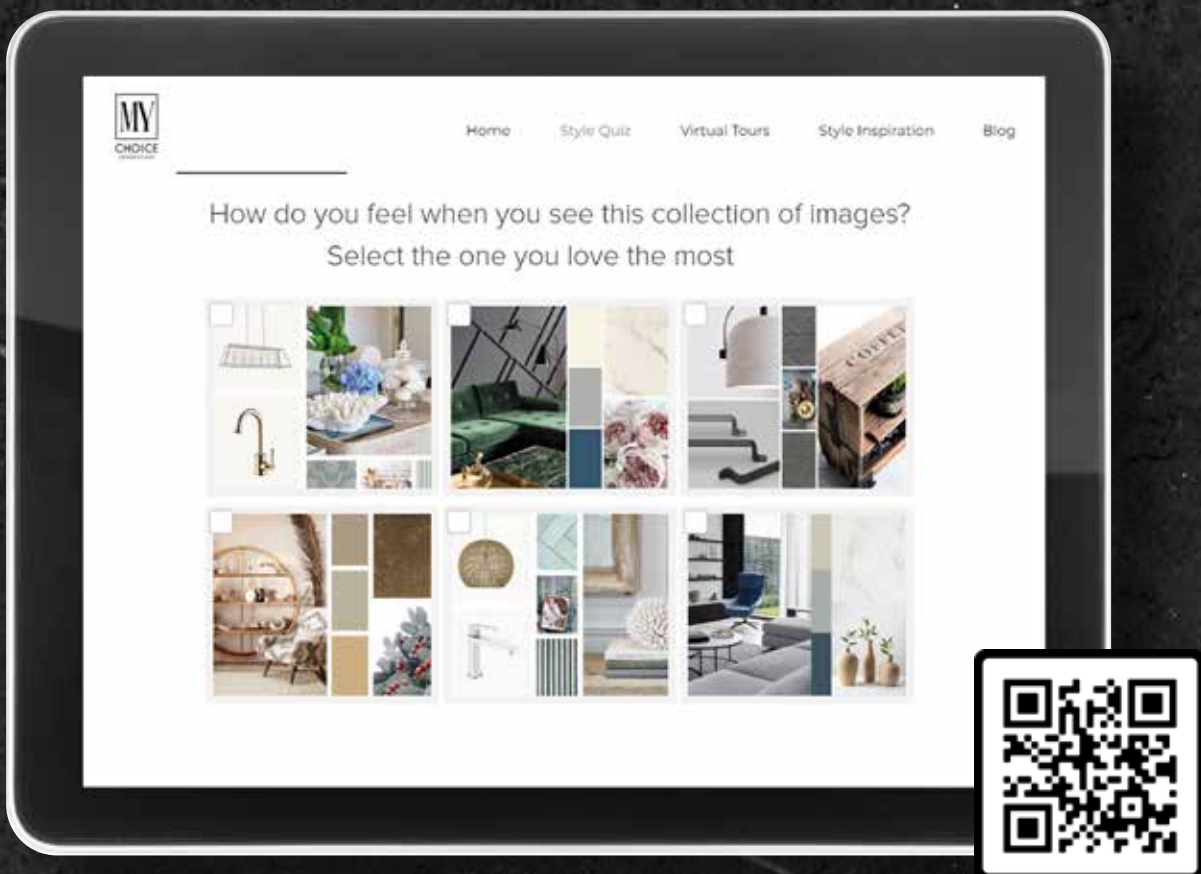 MY
CHOICE
Home Style Quiz Virtual Tours Style Inspiration Blog
How do you feel when you see this collection of images?
Select the one you love the most
COFFEE